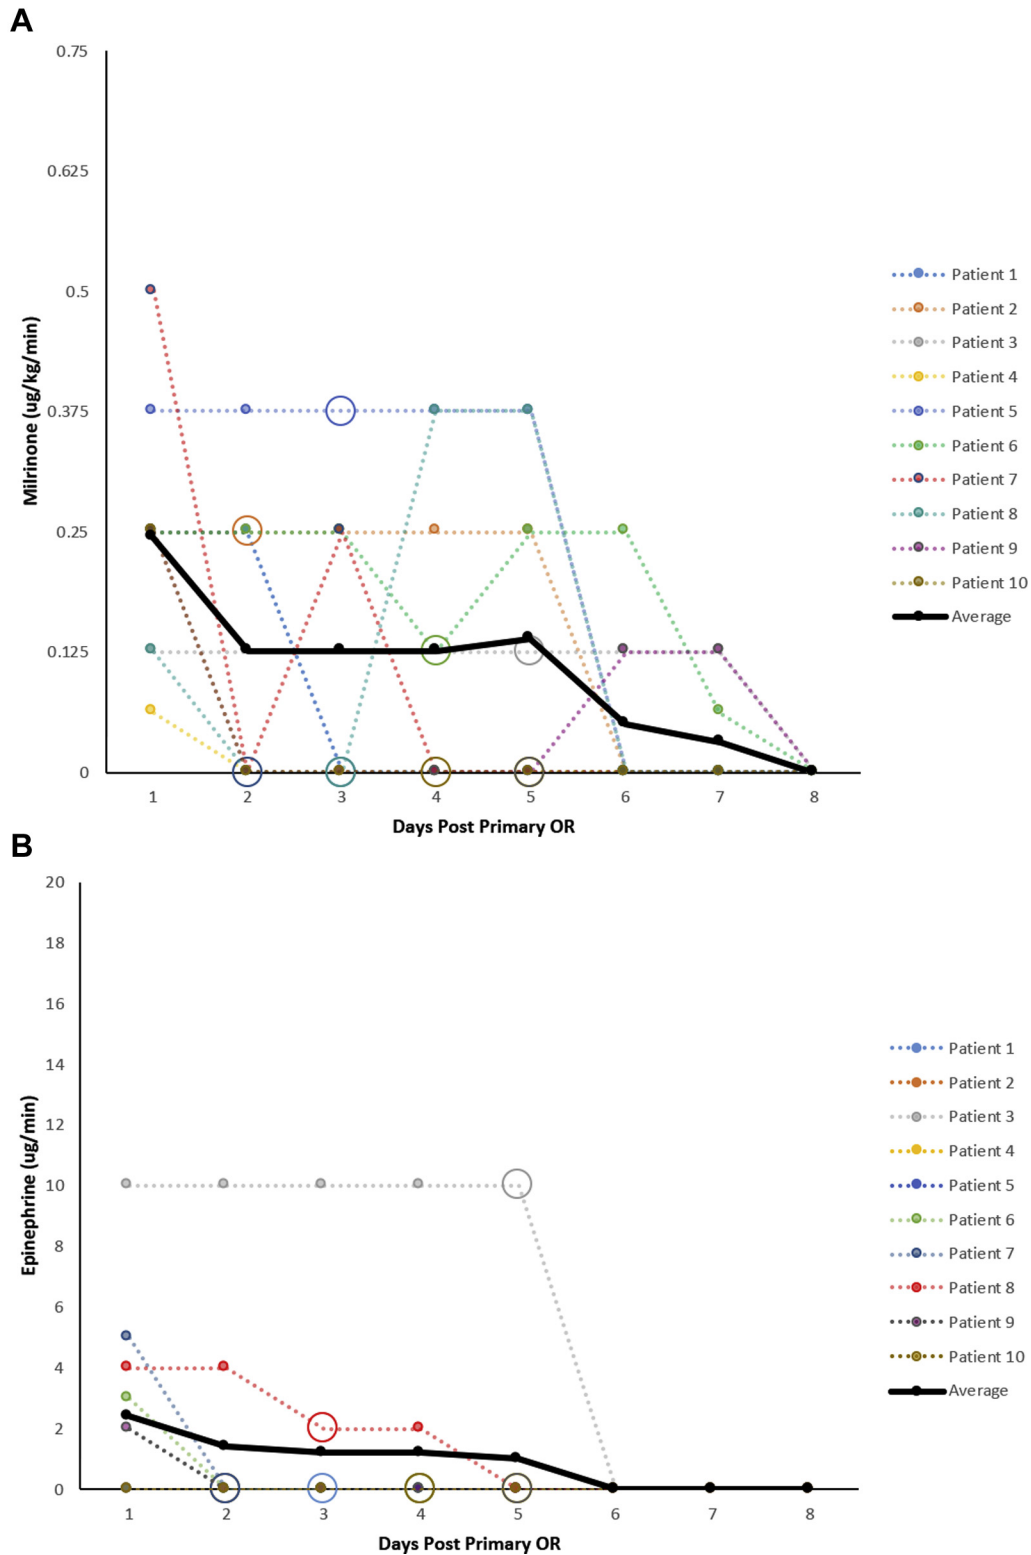 A
0.75
0.625
0.5
0.375
0.25
0.125
0
Milrinone (ug/kg/min)
1 2 3 4 5 6 7 8
Days Post Primary OR
Patient 1
Patient 2
Patient 3
Patient 4
Patient 5
Patient 6
Patient 7
Patient 8
Patient 9
Patient 10
Average
B
20
18
16
14
12
10
8
6
4
2
0
Epinephrine (ug/min)
1 2 3 4 5 6 7 8
Days Post Primary OR
Patient 1
Patient 2
Patient 3
Patient 4
Patient 5
Patient 6
Patient 7
Patient 8
Patient 9
Patient 10
Average